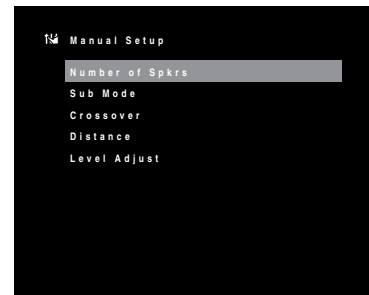 Manual Setup
Number of Spkrs
Sub Mode
Crossover
Distance
Level Adjust